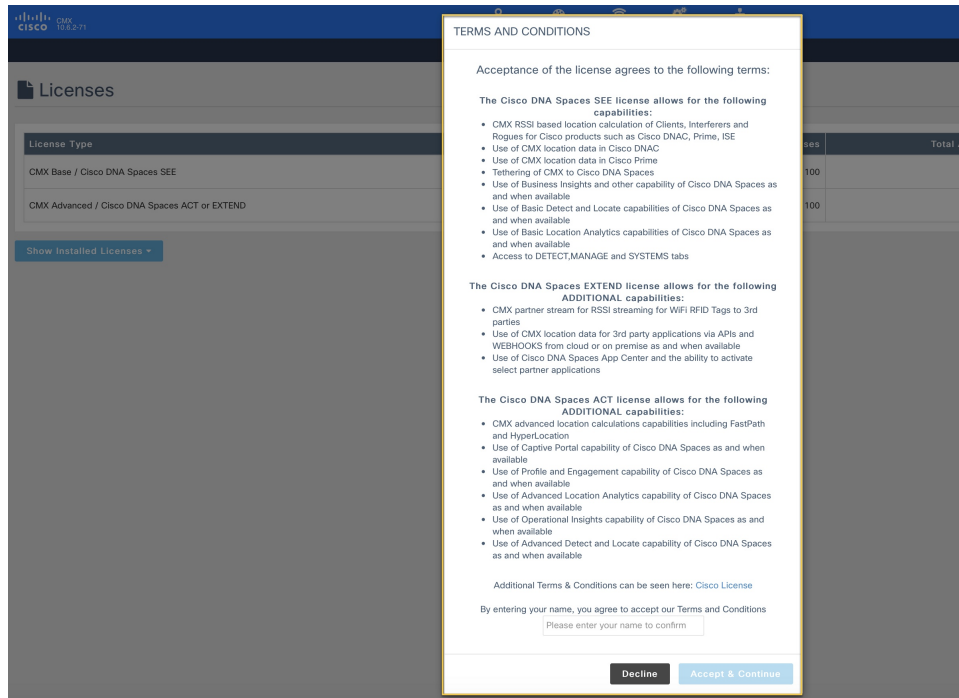 CISCO CMX
10.6.2-71
Licenses
License Type
ses
Total
CMX Base / Cisco DNA Spaces SEE
100
CMX Advanced / Cisco DNA Spaces ACT or EXTEND
100
Show Installed Licenses
TERMS AND CONDITIONS
Acceptance of the license agrees to the following terms:
The Cisco DNA Spaces SEE license allows for the following
capabilities:
• CMX RSSI based location calculation of Clients, Interferers and
Rogues for Cisco products such as Cisco DNAC, Prime, ISE
• Use of CMX location data in Cisco DNAC
• Use of CMX location data in Cisco Prime
• Tethering of CMX to Cisco DNA Spaces
• Use of Business Insights and other capability of Cisco DNA Spaces as
and when available
• Use of Basic Detect and Locate capabilities of Cisco DNA Spaces as
and when available
• Use of Basic Location Analytics capabilities of Cisco DNA Spaces as
and when available
• Access to DETECT,MANAGE and SYSTEMS tabs
The Cisco DNA Spaces EXTEND license allows for the following
ADDITIONAL capabilities:
• CMX partner stream for RSSI streaming for WiFi RFID Tags to 3rd
parties
• Use of CMX location data for 3rd party applications via APIs and
WEBHOOKS from cloud or on premise as and when available
• Use of Cisco DNA Spaces App Center and the ability to activate
select partner applications
The Cisco DNA Spaces ACT license allows for the following
ADDITIONAL capabilities:
• CMX advanced location calculations capabilities including FastPath
and HyperLocation
• Use of Captive Portal capability of Cisco DNA Spaces as and when
available
• Use of Profile and Engagement capability of Cisco DNA Spaces as
and when available
• Use of Advanced Location Analytics capability of Cisco DNA Spaces
as and when available
• Use of Operational Insights capability of Cisco DNA Spaces as and
when available
• Use of Advanced Detect and Locate capability of Cisco DNA Spaces
as and when available
Additional Terms & Conditions can be seen here: Cisco License
By entering your name, you agree to accept our Terms and Conditions
Please enter your name to confirm
Decline
Accept & Continue